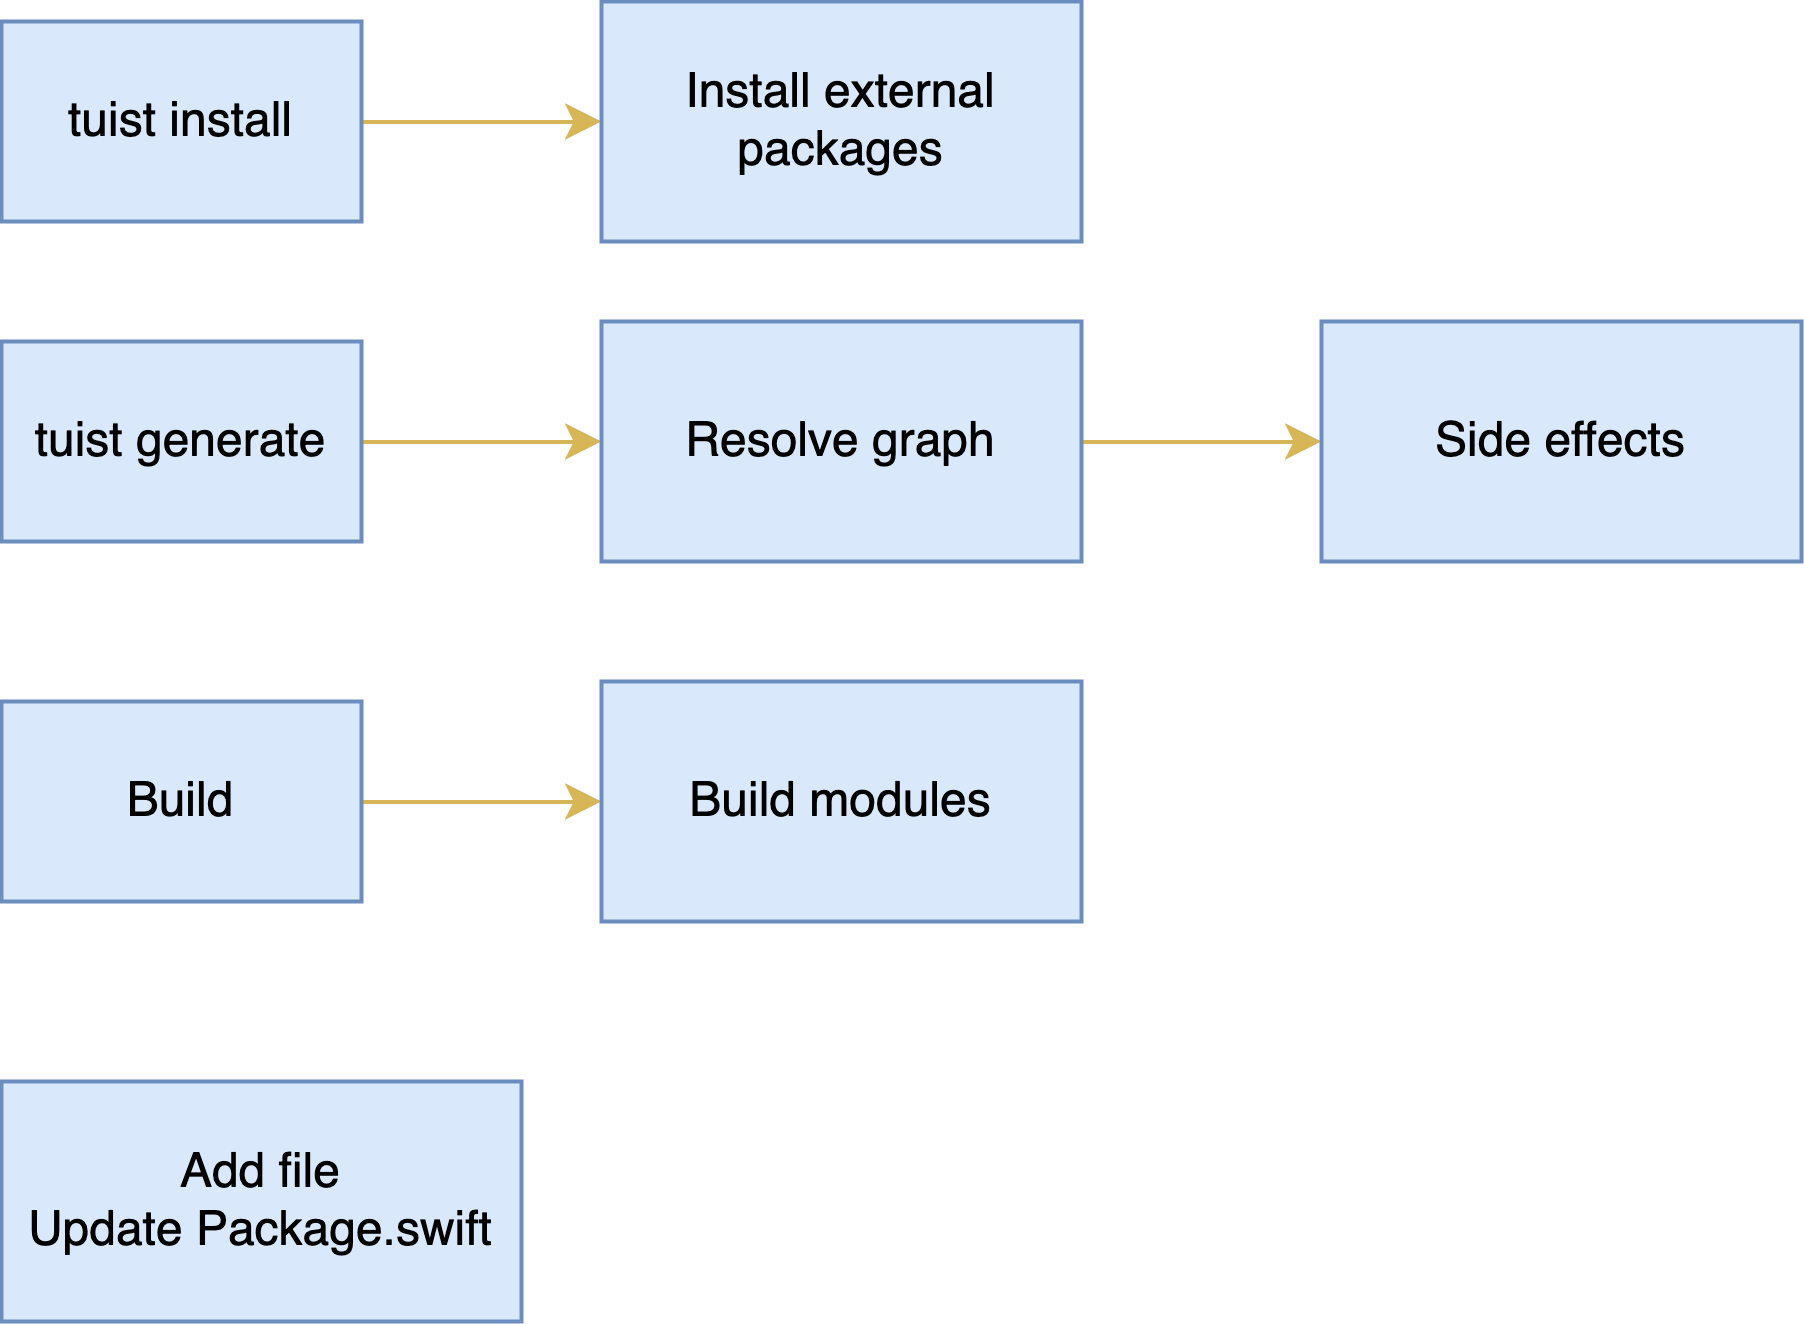 tuist install
Install external
packages
tuist generate
Resolve graph
Side effects
Build
Build modules
Add file
Update Package.swift